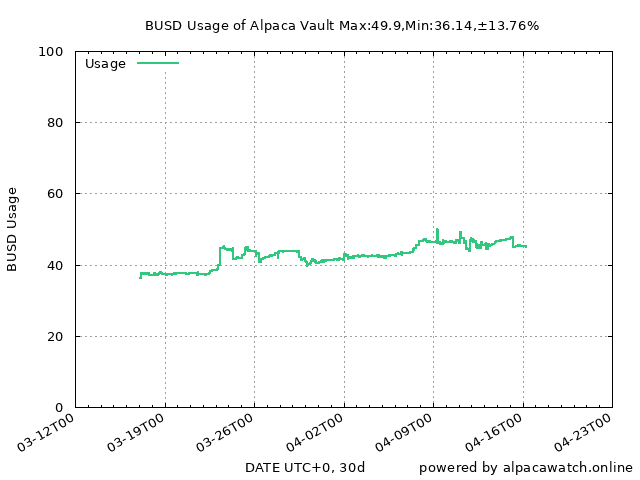 BUSD Usage of Alpaca Vault Max:49.9,Min:36.14,±13.76%
Usage
100
80
60
40
20
0
BUSD Usage
03-12T00
03-19T00
03-26T00
04-02T00
04-09T00
04-16T00
04-23T00
DATE UTC+0, 30d
powered by alpacawatch.online